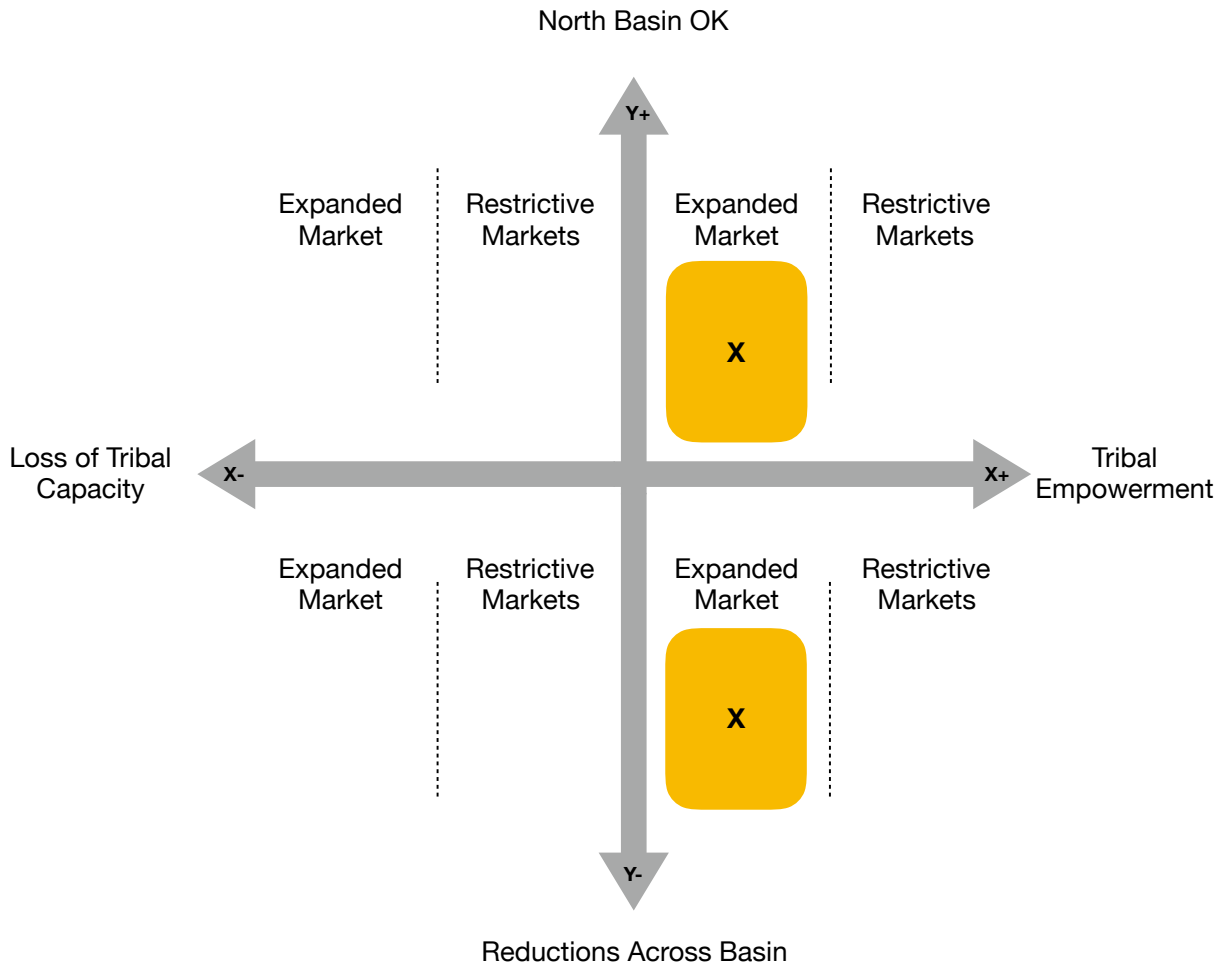 North Basin OK
Y+
Expanded
Market
Restrictive
Markets
Expanded
Market
Restrictive
Markets
X
Loss of Tribal
Capacity
X-
X+
Tribal
Empowerment
Expanded
Market
Restrictive
Markets
Expanded
Market
Restrictive
Markets
X
Y-
Reductions Across Basin